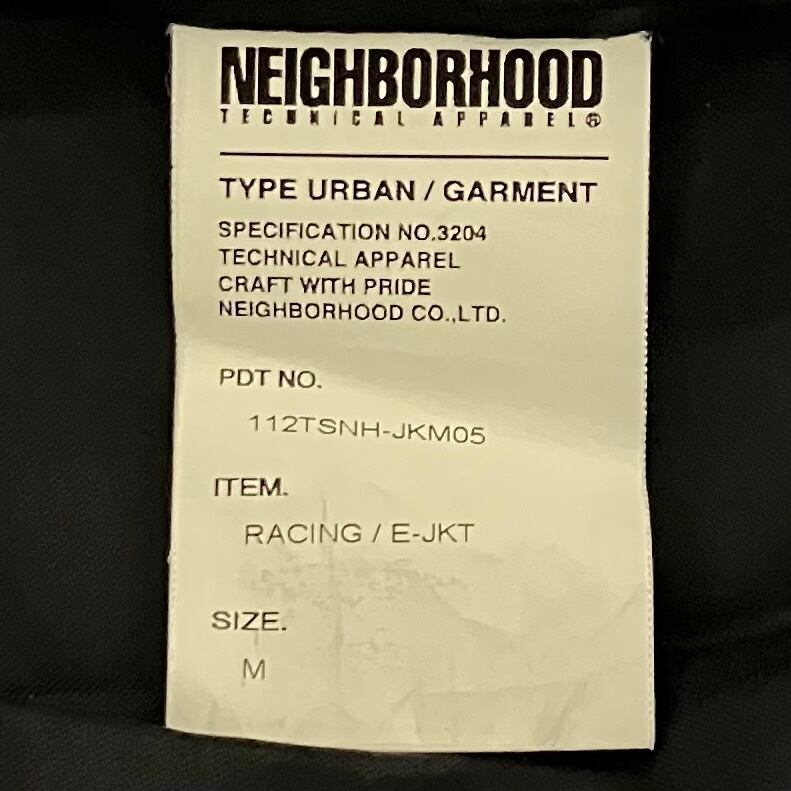 NEIGHBORHOOD
TECHNICAL APPAREL®
TYPE URBAN / GARMENT
SPECIFICATION NO.3204
TECHNICAL APPAREL
CRAFT WITH PRIDE
NEIGHBORHOOD CO.,LTD.
PDT NO.
112TSNH-JKM05
ITEM.
RACING / E-JKT
SIZE.
M